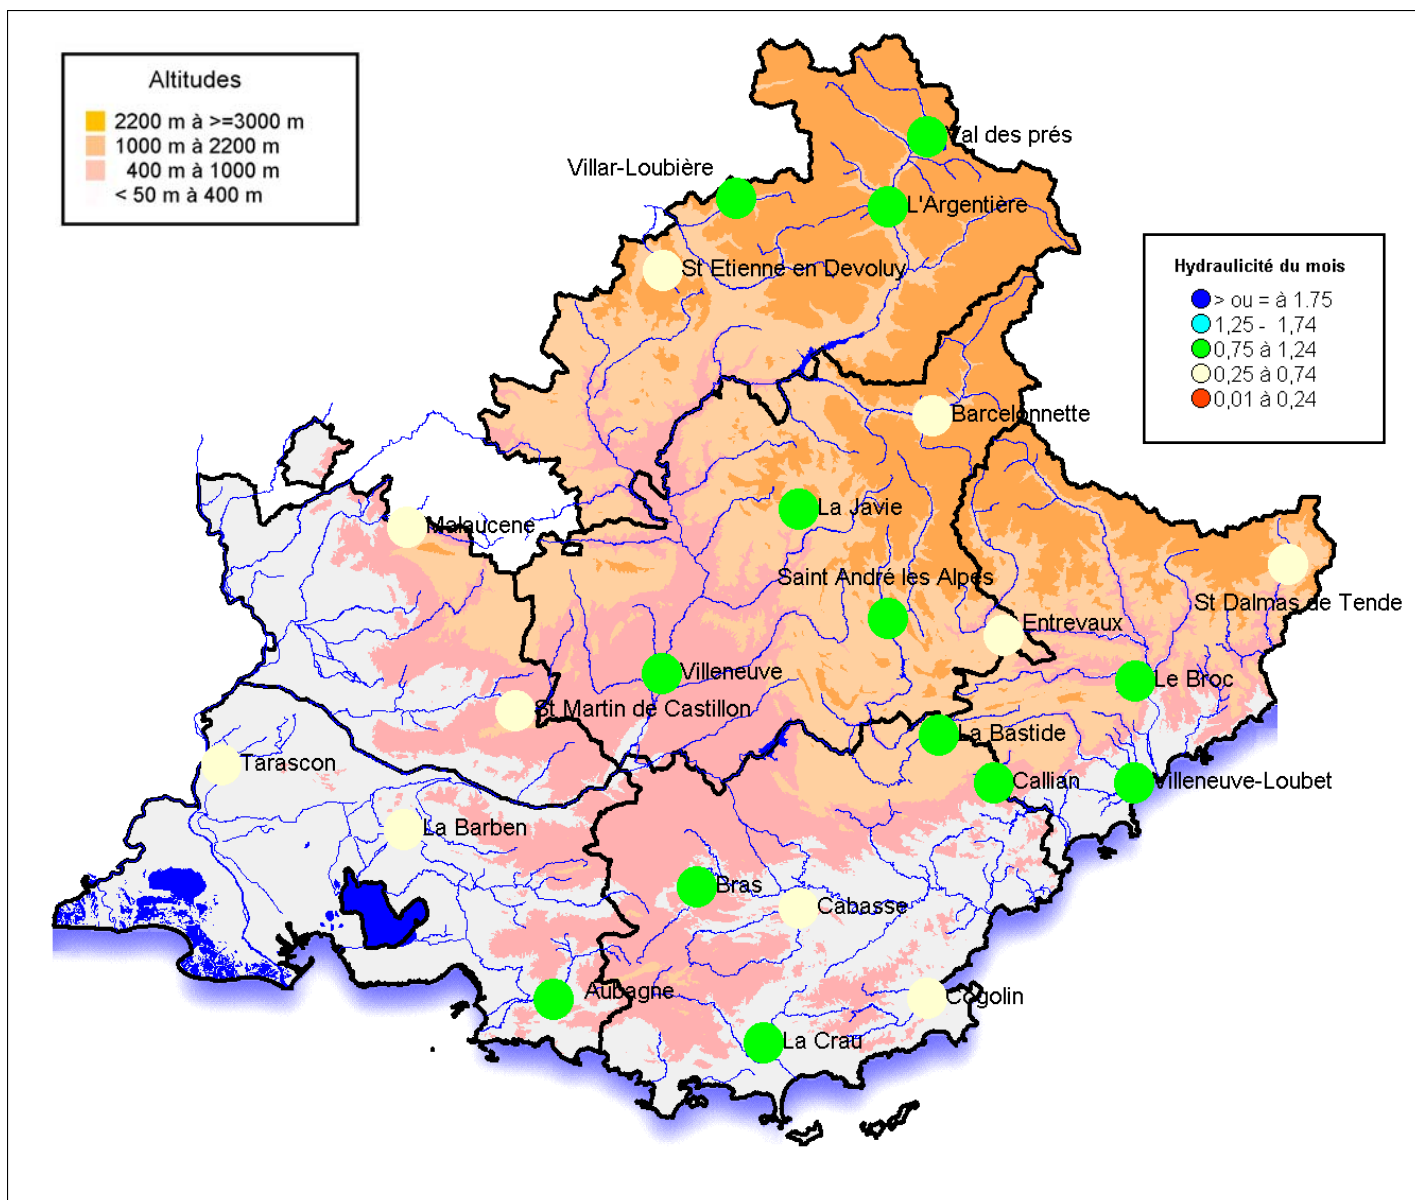 Altitudes
2200 m à >=3000 m
1000 m à 2200 m
400 m à 1000 m
< 50 m à 400 m
Val des prés
Villar-Loubière
L'Argentière
St Etienne en Devoluy
Hydraulicité du mois
> ou = à 1.75
1,25 - 1,74
0,75 à 1,24
0,25 à 0,74
0,01 à 0,24
Barcelonnette
La Javie
Malaucene
Saint André les Alpes
St Dalmas de Tende
Entrevaux
Villeneuve
Le Broc
St Martin de Castillon
La Bastide
Tarascon
Callian
Villeneuve-Loubet
La Barben
Bras
Cabasse
Aubagne
Cogolin
La Crau